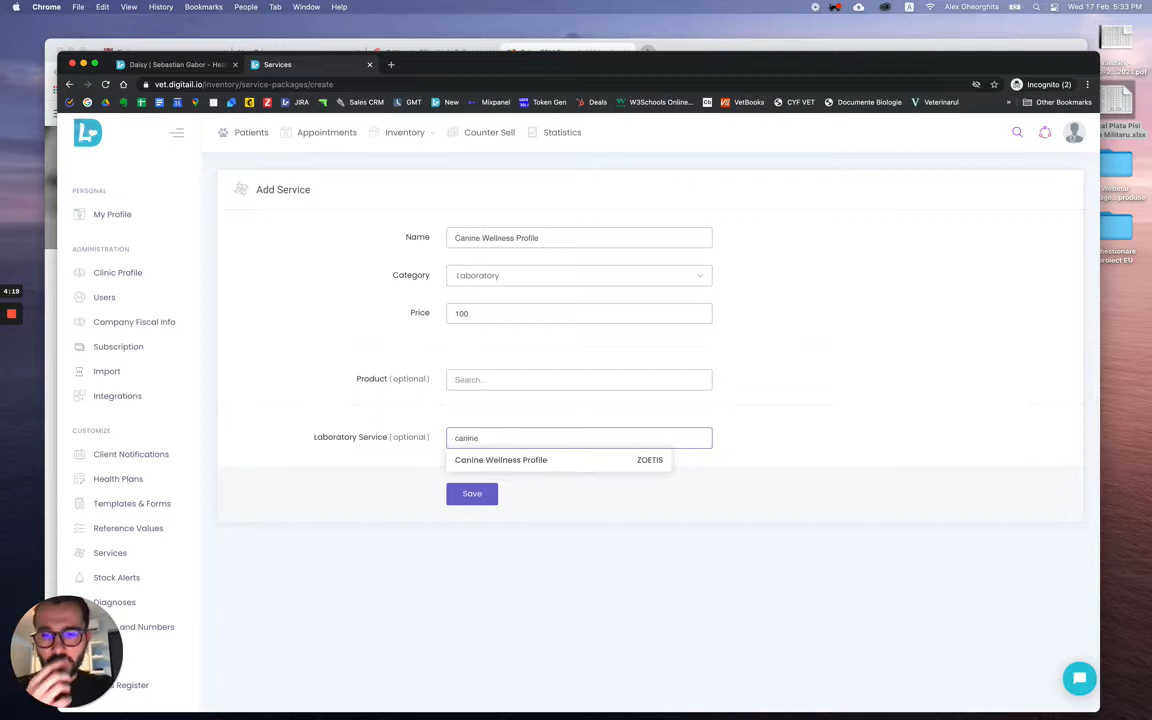 Chrome File Edit View History Bookmarks People Tab Window Help
A Alex Gheorghita Wed 17 Feb 5:33 PM
Daisy | Sebastian Gabor - He
Services
vet.digitail.io/inventory/service-packages/create
Incognito (2)
JIRA Sales CRM GMT New Mixpanel Token Gen Deals W3Schools Online... Cb VetBooks CYF VET Documente Biologie Veterinarul » Other Bookmarks
Patients Appointments Inventory Counter Sell Statistics
PERSONAL
My Profile
ADMINISTRATION
Clinic Profile
Users
Company Fiscal Info
Subscription
Import
Integrations
CUSTOMIZE
Client Notifications
Health Plans
Templates & Forms
Reference Values
Services
Stock Alerts
Diagnoses
and Numbers
Register
4:19
Add Service
Name Canine Wellness Profile
Category Laboratory
Price 100
Product (optional) Search...
Laboratory Service (optional) canine
Canine Wellness Profile ZOETIS
Save